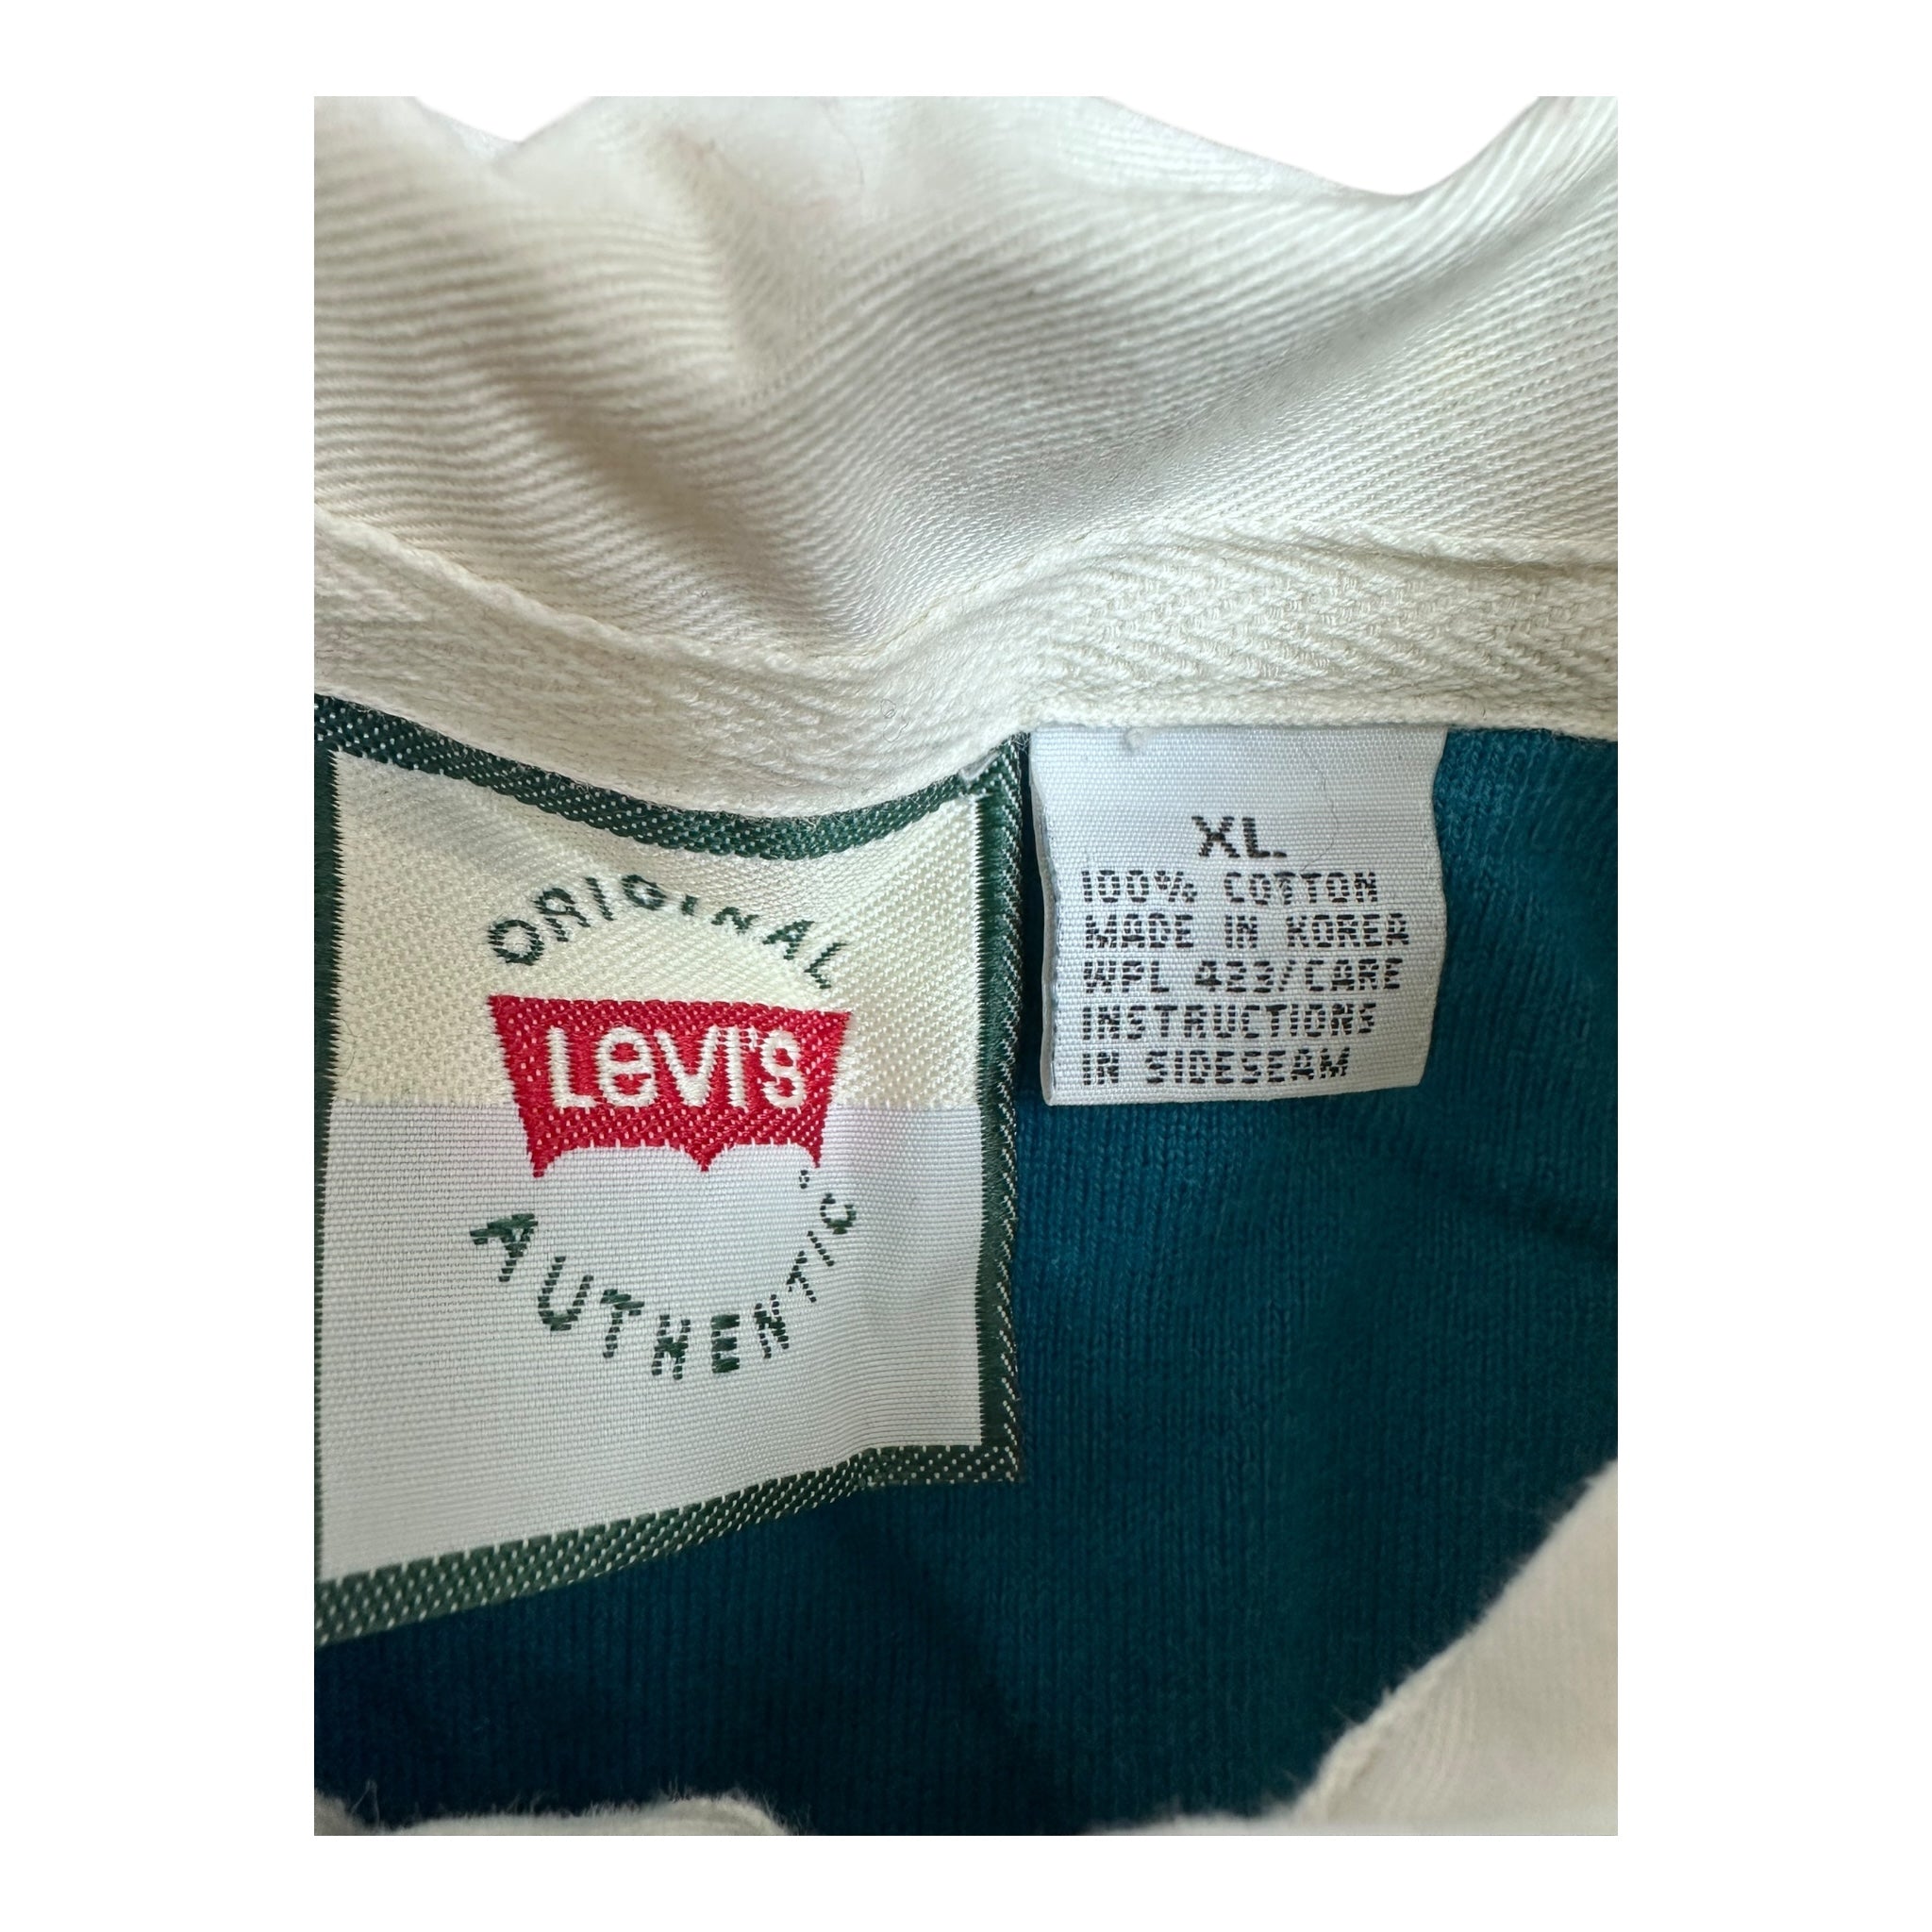 ORIGINAL
LEVI'S
AUTHENTIC
XL.
100% COTTON
MADE IN KOREA
WPL 423/CARE
INSTRUCTIONS
IN SIDESEAM